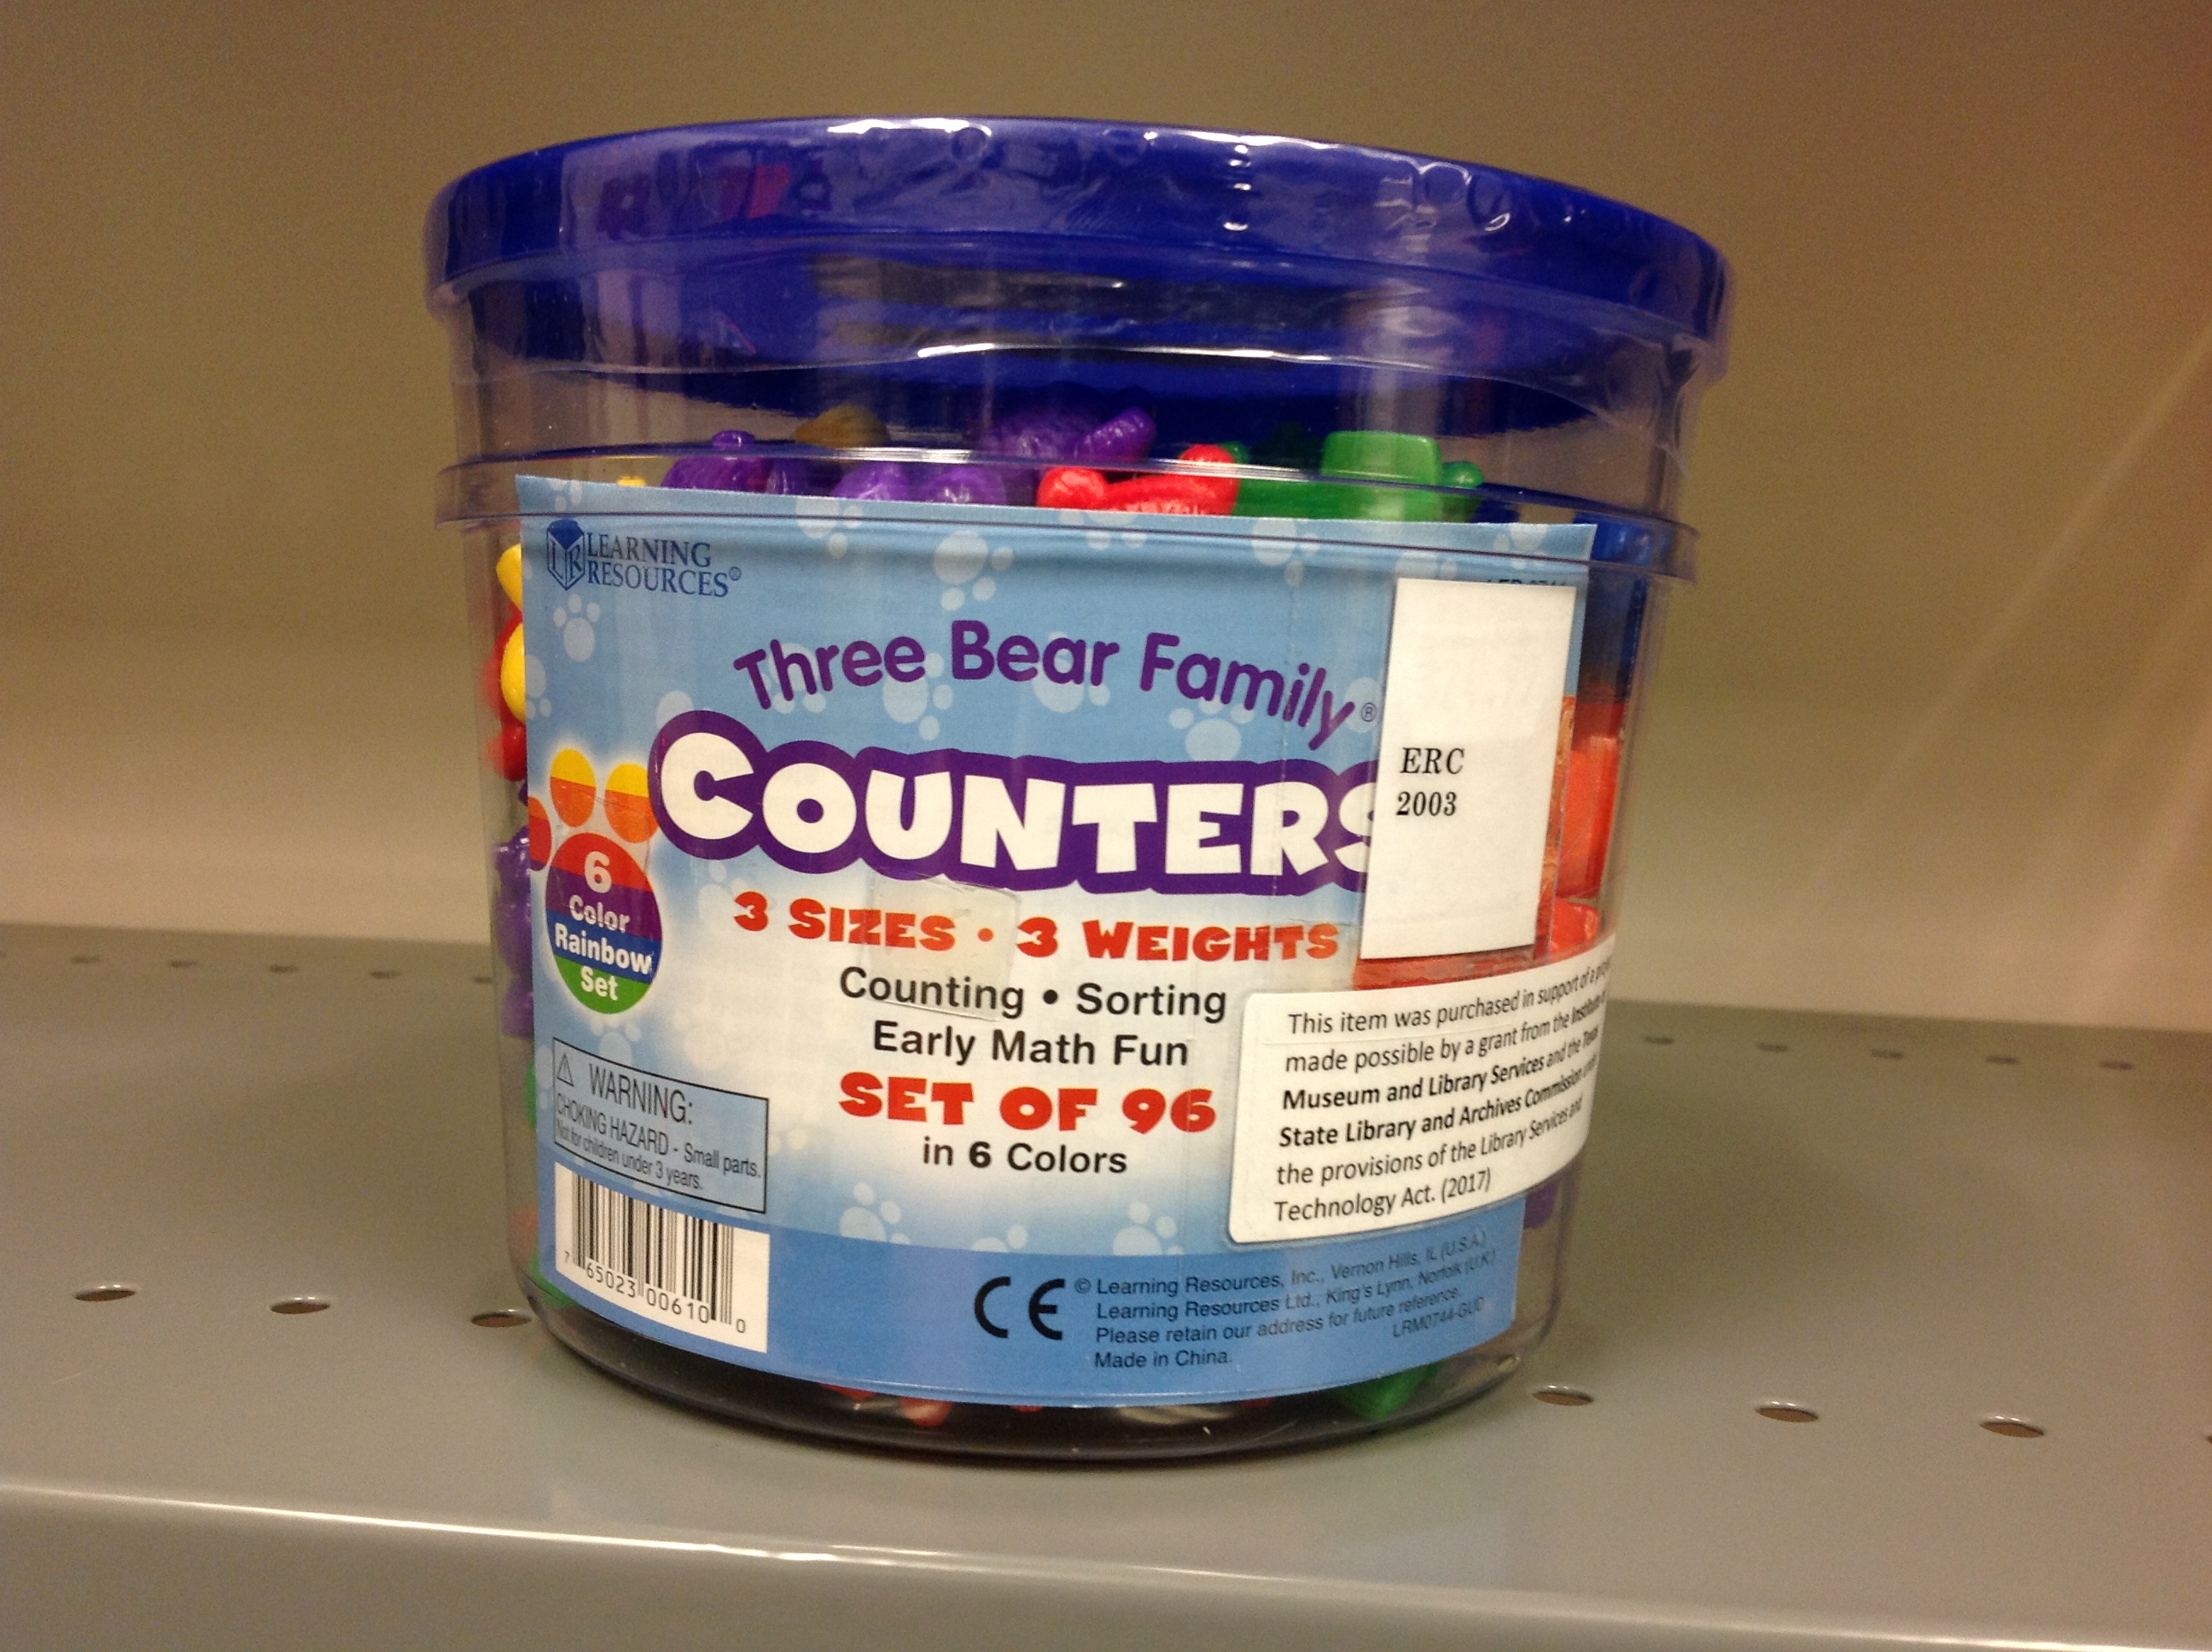 LR
LEARNING
RESOURCES®
Three Bear Family®
COUNTERS
ERC
2003
6
Color
Rainbow
Set
3 SIZES • 3 WEIGHTS
Counting • Sorting
Early Math Fun
SET OF 96
in 6 Colors
WARNING:
CHOKING HAZARD - Small parts.
Not for children under 3 years.
7 65023 00610 0
This item was purchased in support of a
made possible by a grant from the Institute of
Museum and Library Services and the Texas
State Library and Archives Commission
the provisions of the Library Services and
Technology Act. (2017)
CE
© Learning Resources, Inc., Vernon Hills, IL (U.S.A.)
Learning Resources Ltd., King's Lynn, Norfolk (U.K.)
Please retain our address for future reference.
LRM0744-GUD
Made in China.